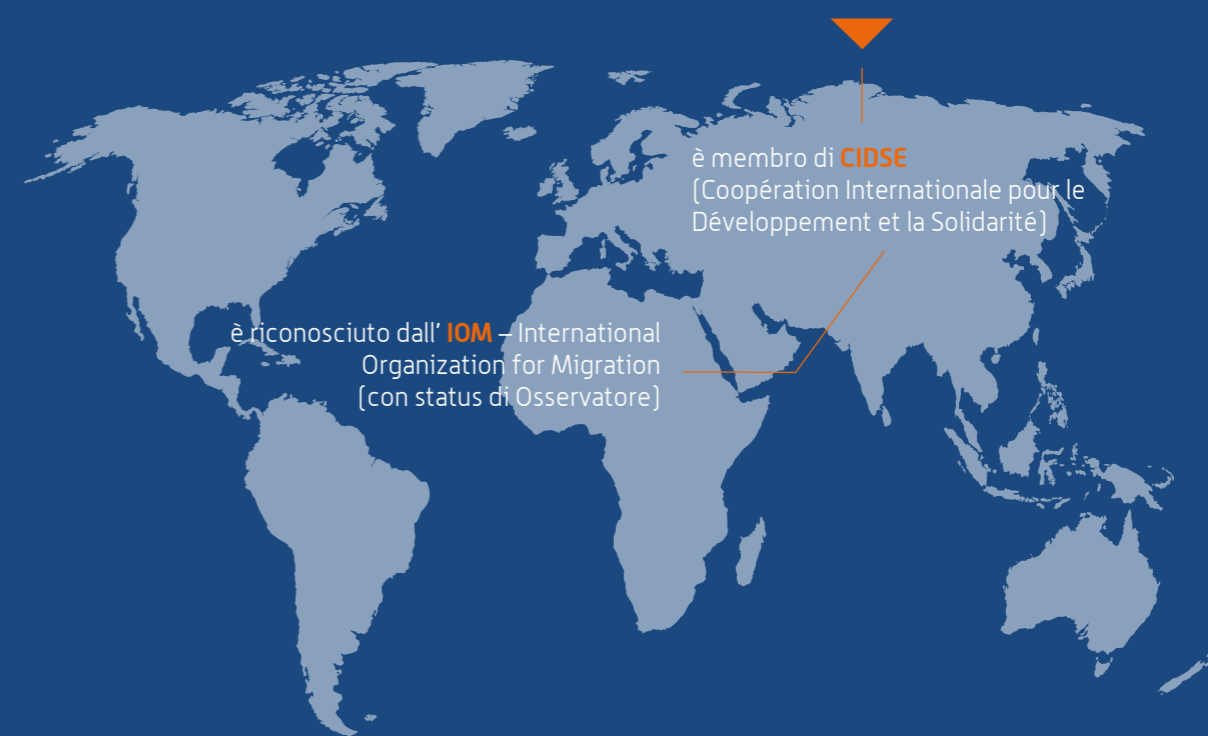 è membro di CIDSE
(Coopération Internationale pour le
Développement et la Solidarité)
è riconosciuto dall’ IOM – International
Organization for Migration
(con status di Osservatore)